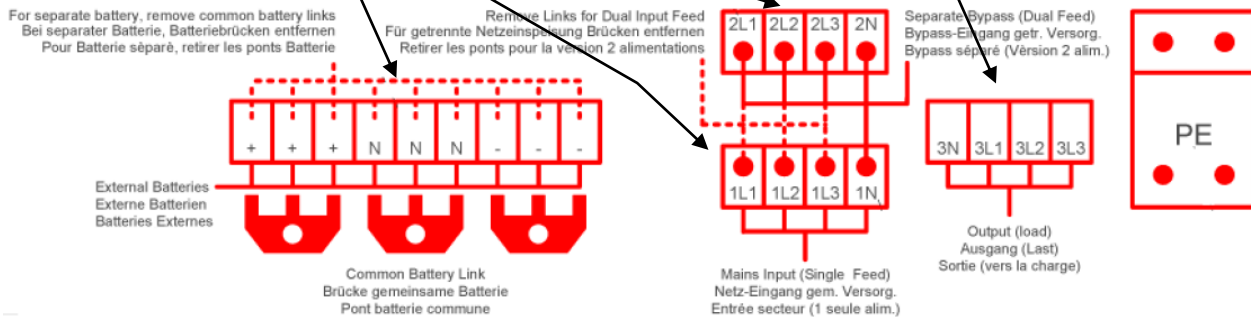 For separate battery, remove common battery links
Bei separater Batterie, Batteriebrücken entfernen
Pour Batterie sèparè, retirer les ponts Batterie
Remove Links for Dual Input Feed
Für getrennte Netzeinspeisung Brücken entfernen
Retirer les ponts pour la version 2 alimentations
2L1 2L2 2L3 2N
Separate Bypass (Dual Feed)
Bypass-Eingang getr. Versorg.
Bypass séparé (Vèrsion 2 alim.)
+ + + N N N - - -
1L1 1L2 1L3 1N
3N 3L1 3L2 3L3
PE
External Batteries
Externe Batterien
Batteries Externes
Common Battery Link
Brücke gemeinsame Batterie
Pont batterie commune
Mains Input (Single Feed)
Netz-Eingang gem. Versorg.
Entrée secteur (1 seule alim.)
Output (load)
Ausgang (Last)
Sortie (vers la charge)